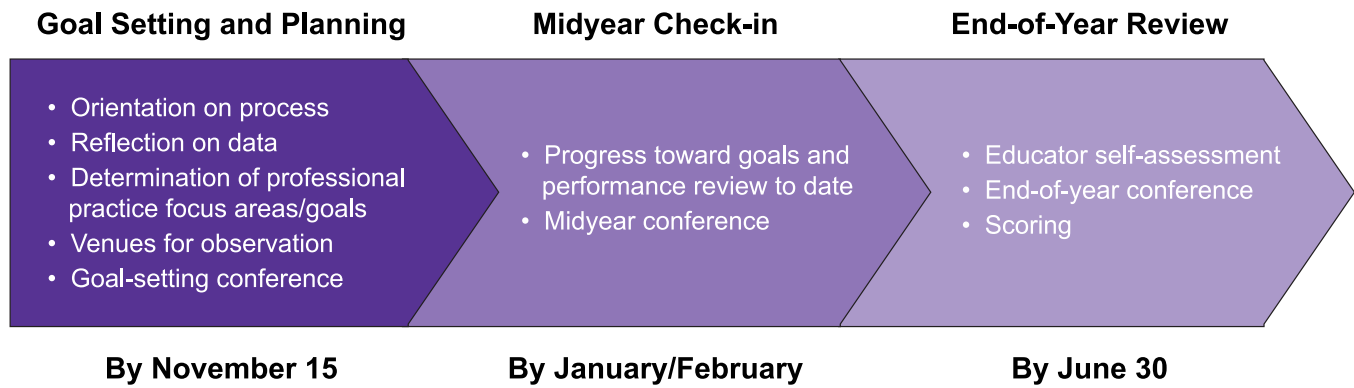 Goal Setting and Planning
Midyear Check-in
End-of-Year Review
• Orientation on process
• Reflection on data
• Determination of professional
practice focus areas/goals
• Venues for observation
• Goal-setting conference
• Progress toward goals and
performance review to date
• Midyear conference
• Educator self-assessment
• End-of-year conference
• Scoring
By November 15
By January/February
By June 30